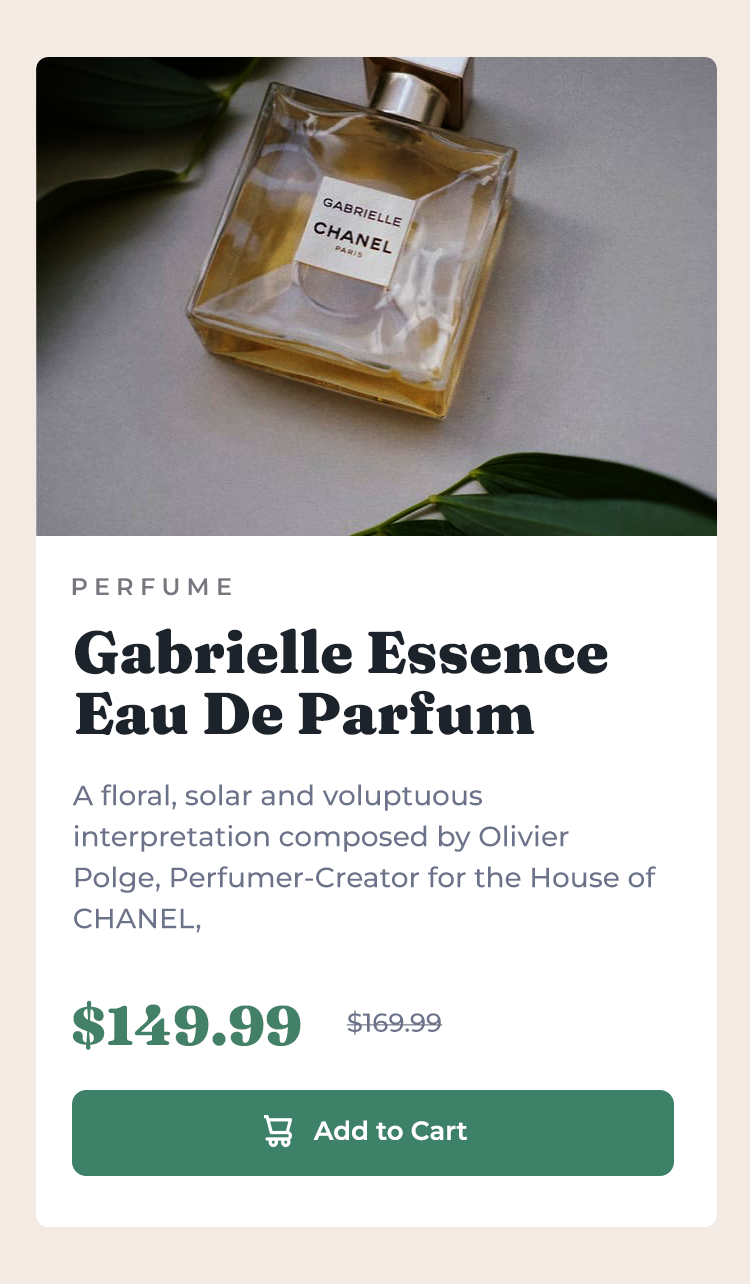 GABRIELLE
CHANEL
PARIS
PERFUME
Gabrielle Essence
Eau De Parfum
A floral, solar and voluptuous
interpretation composed by Olivier
Polge, Perfumer-Creator for the House of
CHANEL,
$149.99 $169.99
Add to Cart